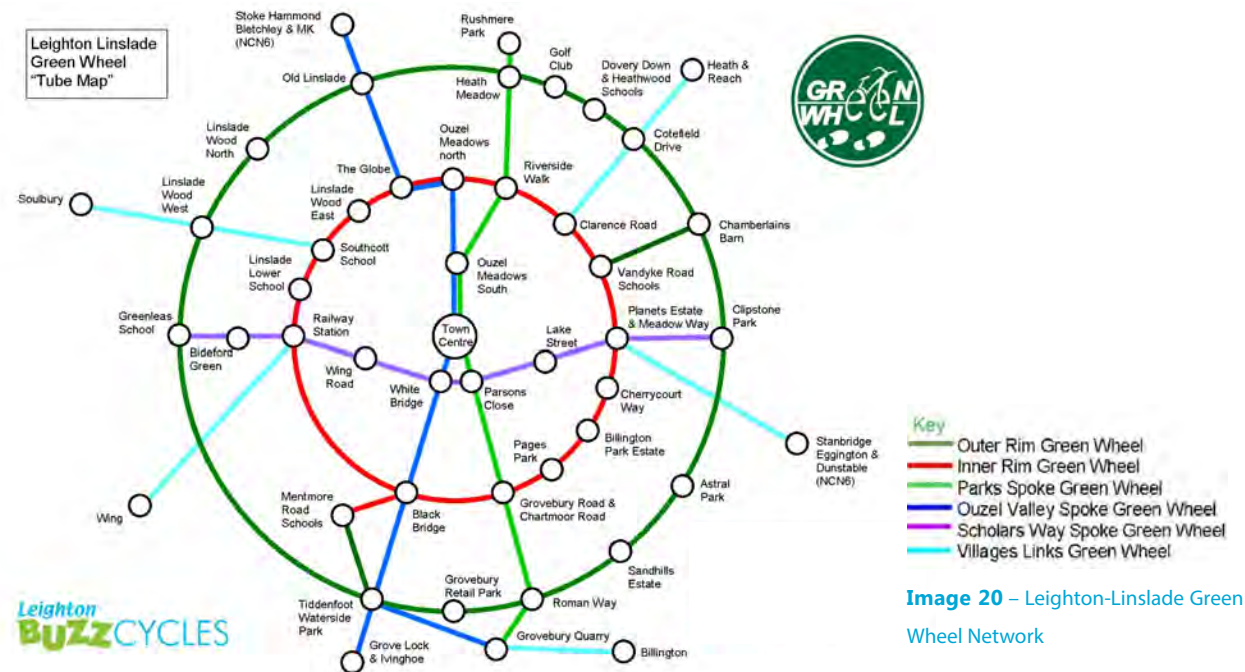 Leighton Linslade
Green Wheel
"Tube Map"
Stoke Hammond
Bletchley & MK
(NCN6)
Rushmere
Park
Golf
Club
Dovery Down
& Heathwood
Schools
Heath &
Reach
GREEN
WHEEL
Old Linslade
Heath
Meadow
Cotefield
Drive
Linslade
Wood
North
Ouzel
Meadows
north
The Globe
Riverside
Walk
Linslade
Wood
East
Linslade
Wood
West
Soulbury
Clarence Road
Chamberlains
Barn
Southcott
School
Linslade
Lower
School
Ouzel
Meadows
South
Vandyke Road
Schools
Greenleas
School
Bideford
Green
Railway
Station
Town
Centre
Lake
Street
Planets Estate
& Meadow Way
Clipstone
Park
Wing
Road
White
Bridge
Parsons
Close
Cherrycourt
Way
Billington
Park Estate
Pages
Park
Stanbridge
Eggington &
Dunstable
(NCN6)
Astral
Park
Mentmore
Road
Schools
Wing
Black
Bridge
Grovebury Road &
Chartmoor Road
Sandhills
Estate
Tiddenfoot
Waterside
Park
Grovebury
Retail Park
Roman Way
Grove Lock
& Ivinghoe
Grovebury Quarry
Billington
Leighton
BUZZCYCLES
Key
Outer Rim Green Wheel
Inner Rim Green Wheel
Parks Spoke Green Wheel
Ouzel Valley Spoke Green Wheel
Scholars Way Spoke Green Wheel
Villages Links Green Wheel
Image 20 – Leighton-Linslade Green
Wheel Network